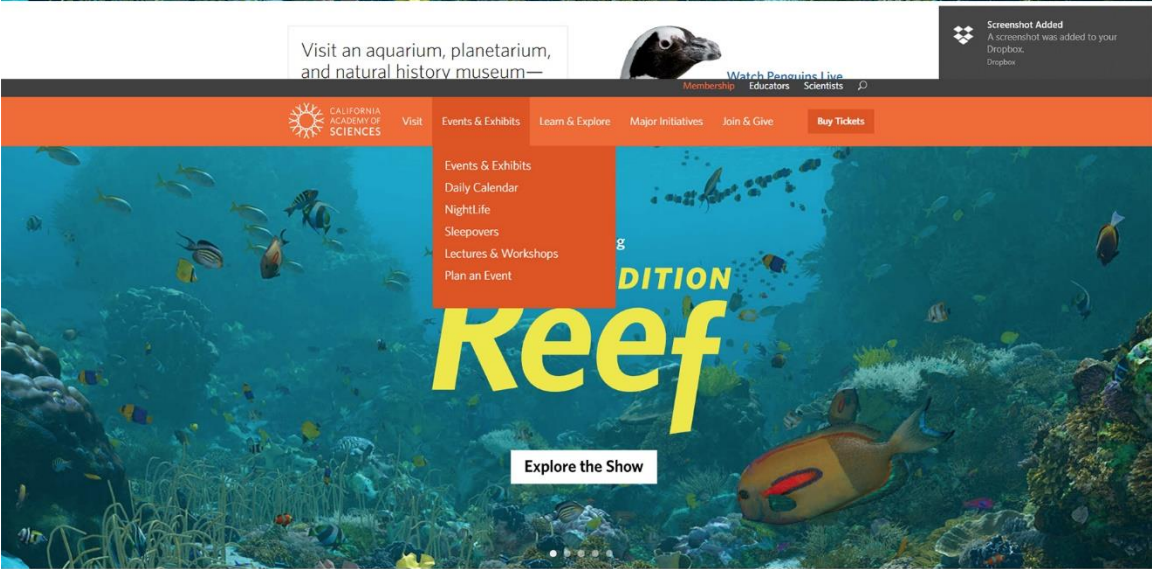 Visit an aquarium, planetarium,
and natural history museum—
Watch Penguins Live
Screenshot Added
A screenshot was added to your
Dropbox.
Dropbox
Membership Educators Scientists
CALIFORNIA
ACADEMY OF
SCIENCES
Visit Events & Exhibits Learn & Explore Major Initiatives Join & Give Buy Tickets
Events & Exhibits
Daily Calendar
NightLife
Sleepovers
Lectures & Workshops
Plan an Event
g
DITION
Reef
Explore the Show